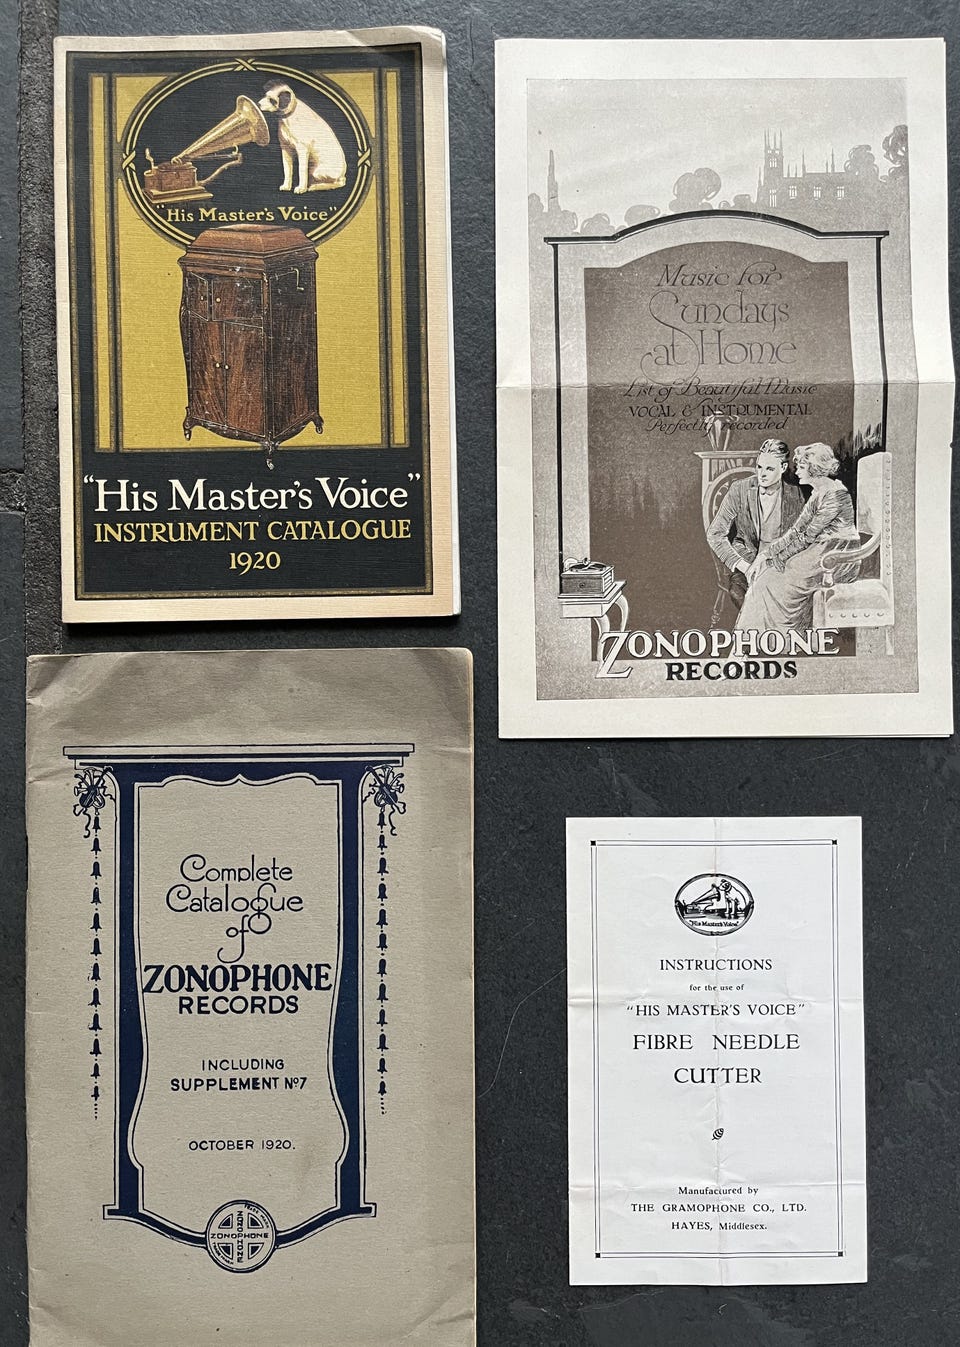 "His Master's Voice"
"His Master's Voice"
INSTRUMENT CATALOGUE
1920
Music for
Sundays
at Home
List of Beautiful Music
VOCAL & INSTRUMENTAL
Perfectly recorded
ZONOPHONE
RECORDS
Complete
Catalogue
of
ZONOPHONE
RECORDS
INCLUDING
SUPPLEMENT Nº7
OCTOBER 1920.
ZONOPHONE
ZONOPHONE
"His Master's Voice"
INSTRUCTIONS
for the use of
"HIS MASTER'S VOICE"
FIBRE NEEDLE
CUTTER
Manufactured by
THE GRAMOPHONE CO., LTD.
HAYES, Middlesex.